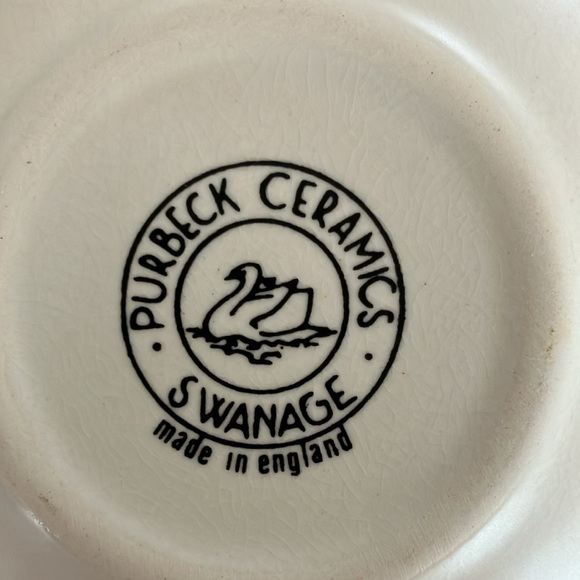 PURBECK CERAMICS
· SWANAGE ·
made in england